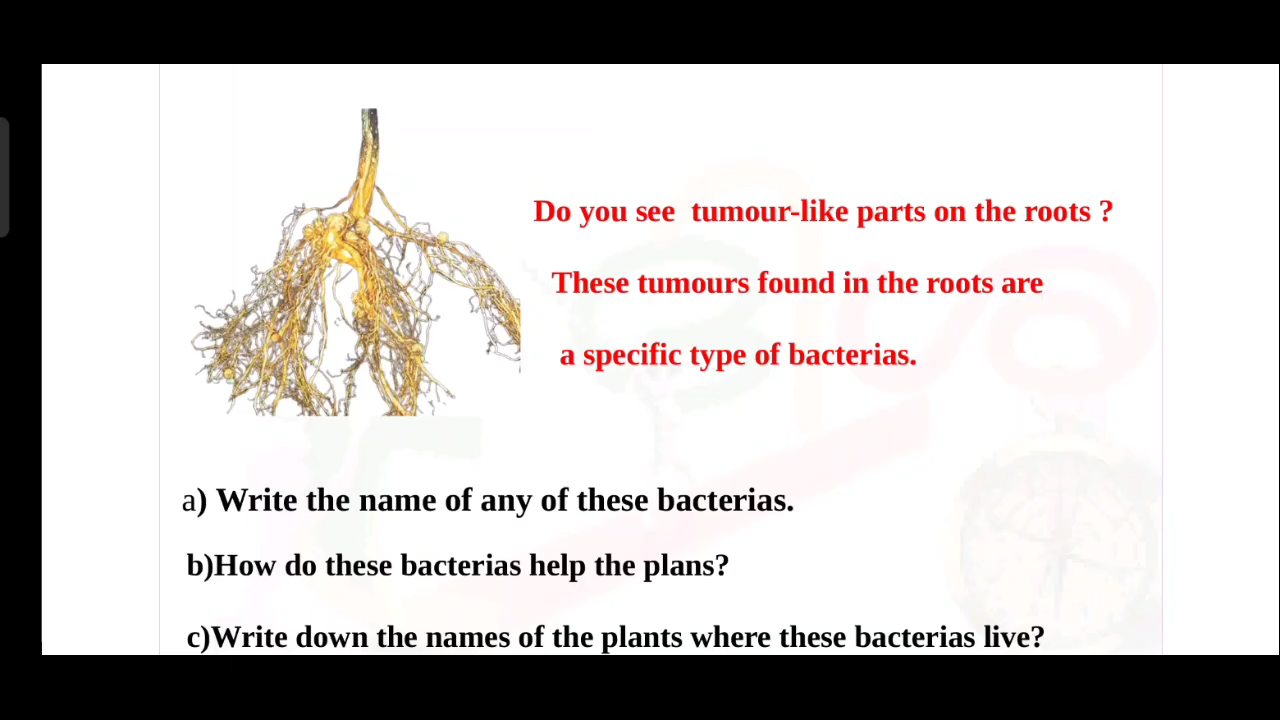 Do you see tumour-like parts on the roots ?
These tumours found in the roots are
a specific type of bacterias.
a) Write the name of any of these bacterias.
b)How do these bacterias help the plans?
c)Write down the names of the plants where these bacterias live?